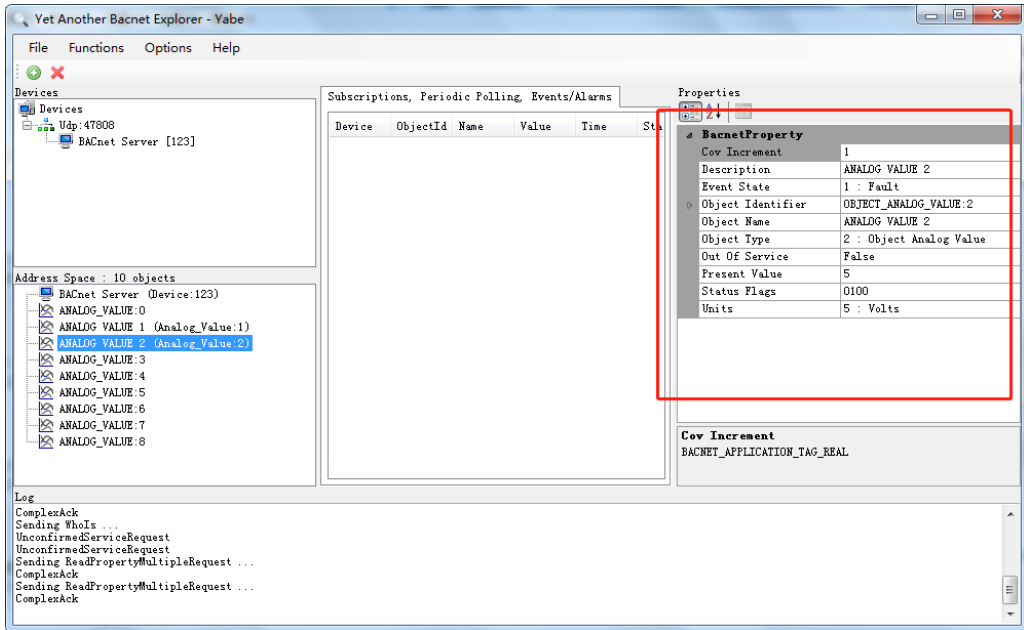 Yet Another Bacnet Explorer - Yabe
File Functions Options Help
Devices
Devices
Udp:47808
BACnet Server [123]
Address Space : 10 objects
BACnet Server (Device:123)
ANALOG_VALUE:0
ANALOG VALUE 1 (Analog_Value:1)
ANALOG VALUE 2 (Analog_Value:2)
ANALOG_VALUE:3
ANALOG_VALUE:4
ANALOG_VALUE:5
ANALOG_VALUE:6
ANALOG_VALUE:7
ANALOG_VALUE:8
Subscriptions, Periodic Polling, Events/Alarms
Device ObjectId Name Value Time Sta
Properties
BacnetProperty
Cov Increment 1
Description ANALOG VALUE 2
Event State 1 : Fault
Object Identifier OBJECT_ANALOG_VALUE:2
Object Name ANALOG VALUE 2
Object Type 2 : Object Analog Value
Out Of Service False
Present Value 5
Status Flags 0100
Units 5 : Volts
Cov Increment
BACNET_APPLICATION_TAG_REAL
Log
ComplexAck
Sending WhoIs ...
UnconfirmedServiceRequest
UnconfirmedServiceRequest
Sending ReadPropertyMultipleRequest ...
ComplexAck
Sending ReadPropertyMultipleRequest ...
ComplexAck